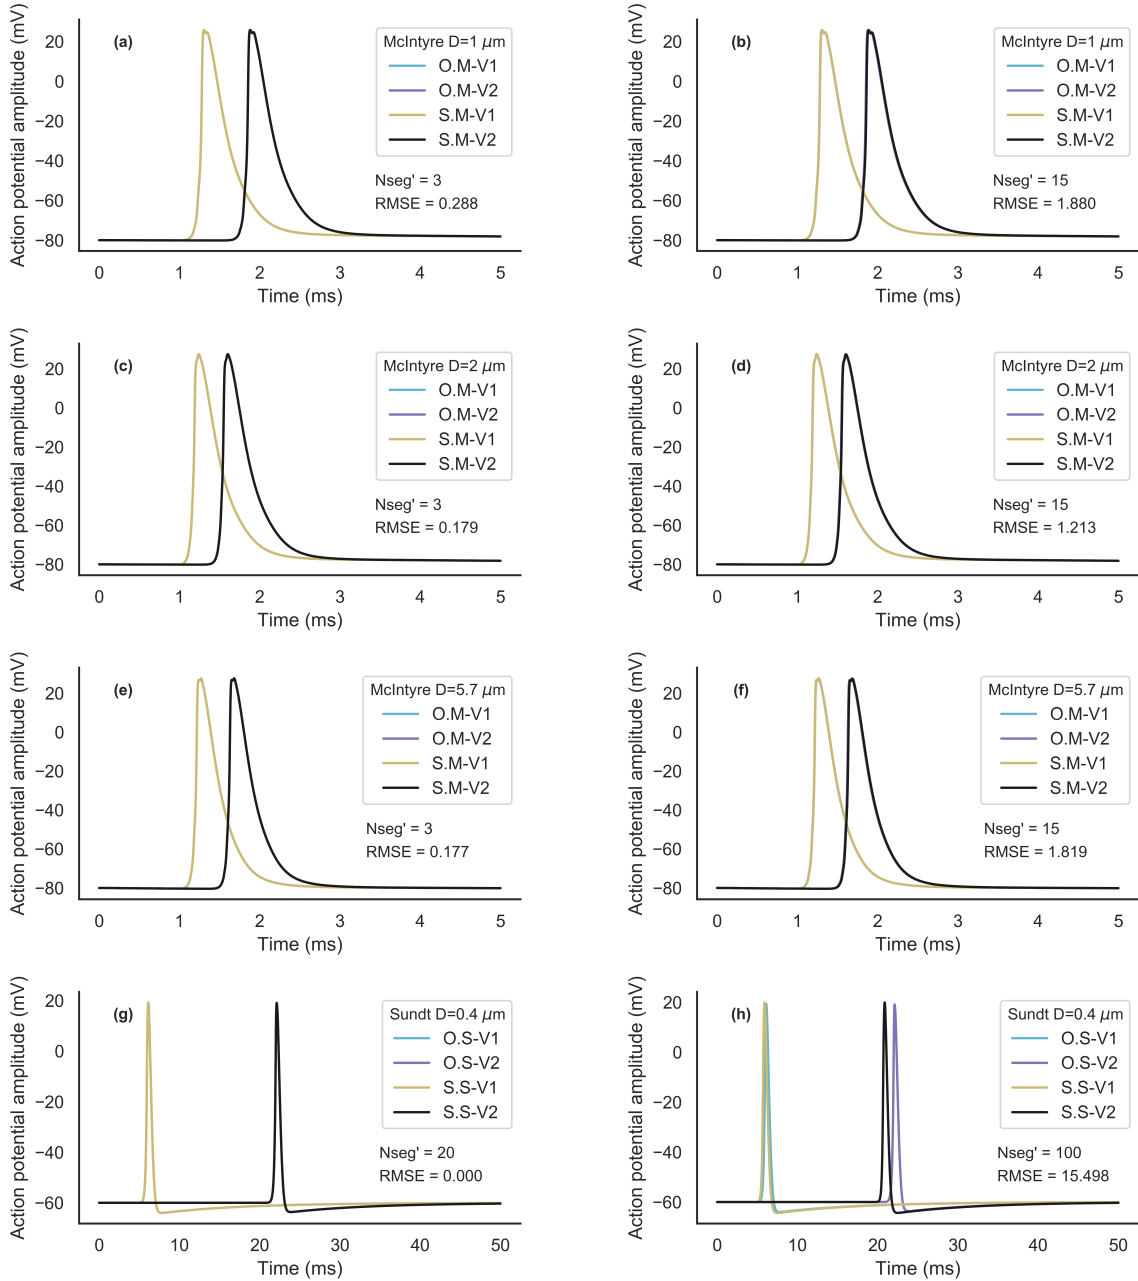 Action potential amplitude (mV)
20
0
−20
−40
−60
−80
(a)
McIntyre D=1 μm
O.M-V1
O.M-V2
S.M-V1
S.M-V2
Nseg' = 3
RMSE = 0.288
0 1 2 3 4 5
Time (ms)
Action potential amplitude (mV)
20
0
−20
−40
−60
−80
(b)
McIntyre D=1 μm
O.M-V1
O.M-V2
S.M-V1
S.M-V2
Nseg' = 15
RMSE = 1.880
0 1 2 3 4 5
Time (ms)
Action potential amplitude (mV)
20
0
−20
−40
−60
−80
(c)
McIntyre D=2 μm
O.M-V1
O.M-V2
S.M-V1
S.M-V2
Nseg' = 3
RMSE = 0.179
0 1 2 3 4 5
Time (ms)
Action potential amplitude (mV)
20
0
−20
−40
−60
−80
(d)
McIntyre D=2 μm
O.M-V1
O.M-V2
S.M-V1
S.M-V2
Nseg' = 15
RMSE = 1.213
0 1 2 3 4 5
Time (ms)
Action potential amplitude (mV)
20
0
−20
−40
−60
−80
(e)
McIntyre D=5.7 μm
O.M-V1
O.M-V2
S.M-V1
S.M-V2
Nseg' = 3
RMSE = 0.177
0 1 2 3 4 5
Time (ms)
Action potential amplitude (mV)
20
0
−20
−40
−60
−80
(f)
McIntyre D=5.7 μm
O.M-V1
O.M-V2
S.M-V1
S.M-V2
Nseg' = 15
RMSE = 1.819
0 1 2 3 4 5
Time (ms)
Action potential amplitude (mV)
20
0
−20
−40
−60
(g)
Sundt D=0.4 μm
O.S-V1
O.S-V2
S.S-V1
S.S-V2
Nseg' = 20
RMSE = 0.000
0 10 20 30 40 50
Time (ms)
Action potential amplitude (mV)
20
0
−20
−40
−60
(h)
Sundt D=0.4 μm
O.S-V1
O.S-V2
S.S-V1
S.S-V2
Nseg' = 100
RMSE = 15.498
0 10 20 30 40 50
Time (ms)